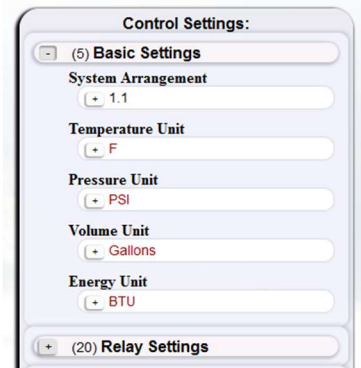 Control Settings:
- (5) Basic Settings
System Arrangement
+ 1.1
Temperature Unit
+ F
Pressure Unit
+ PSI
Volume Unit
+ Gallons
Energy Unit
+ BTU
+ (20) Relay Settings